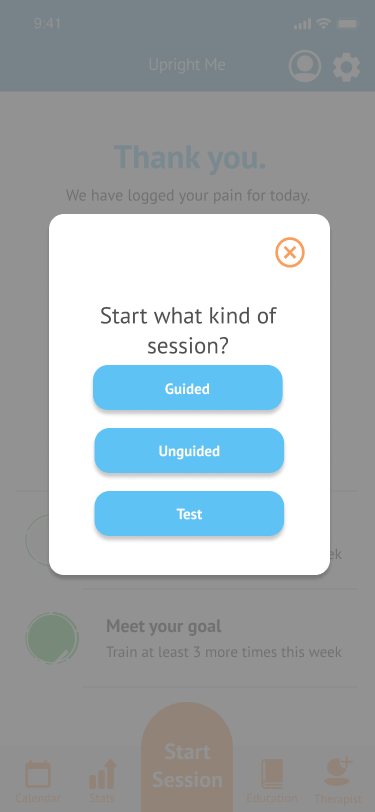 9:41
Upright Me
Thank you.
We have logged your pain for today.
Start what kind of
session?
Guided
Unguided
Test
ek
Meet your goal
Train at least 3 more times this week
Start
Session
Calendar
Stats
Education
Therapist